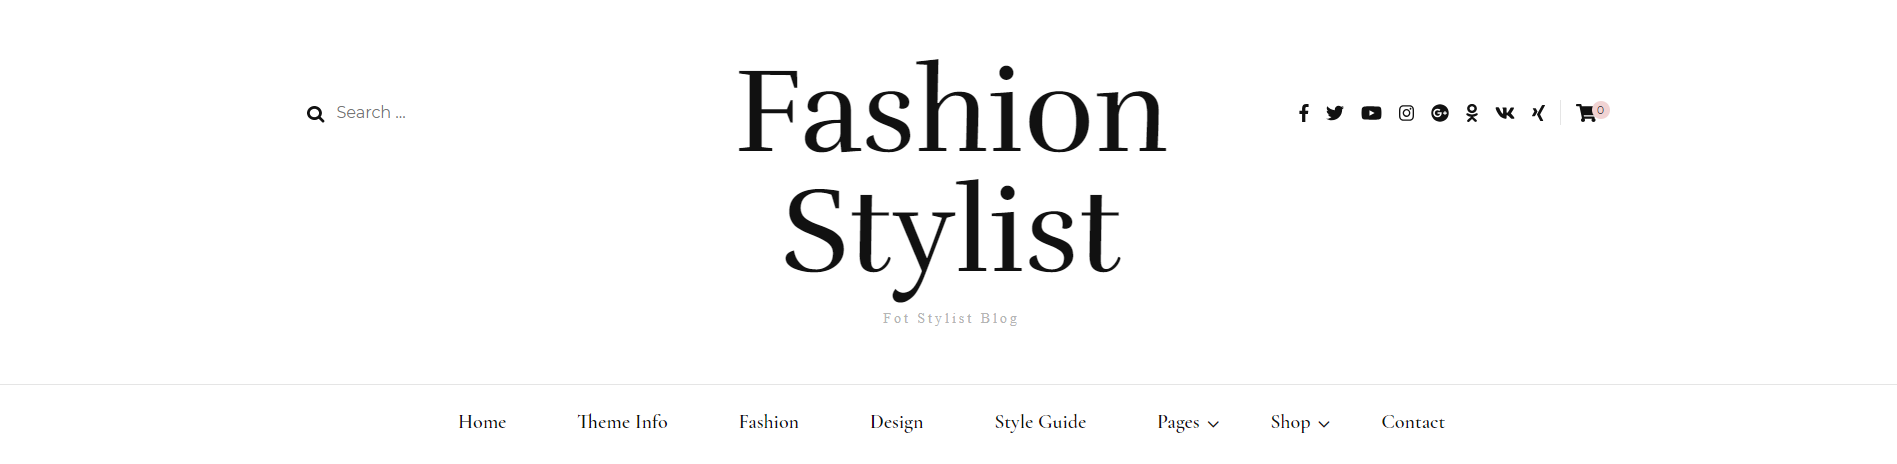 Search ...
Fashion
Stylist
0
Fot Stylist Blog
Home Theme Info Fashion Design Style Guide Pages Shop Contact